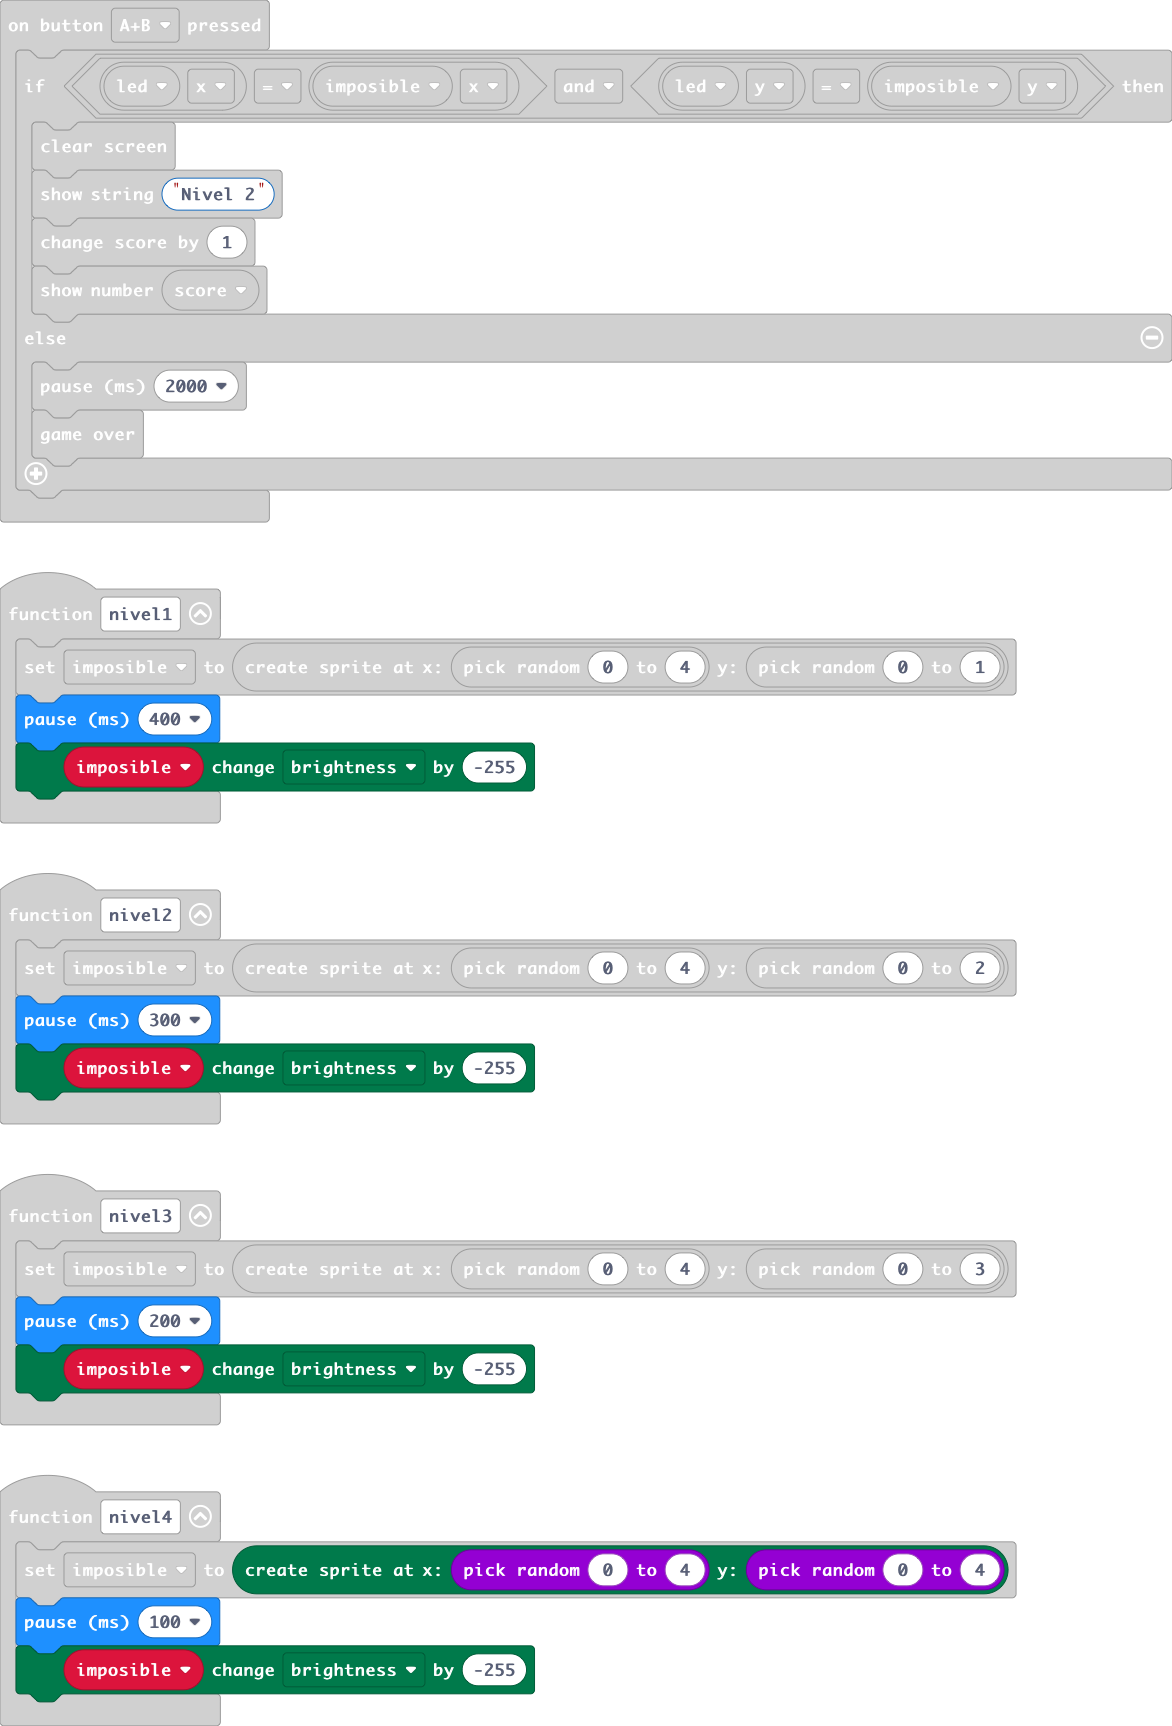 on button A+B pressed
if led x = imposible x and led y = imposible y then
clear screen
show string "Nivel 2"
change score by 1
show number score
else
pause (ms) 2000
game over
function nivel1
set imposible to create sprite at x: pick random 0 to 4 y: pick random 0 to 1
pause (ms) 400
imposible change brightness by -255
function nivel2
set imposible to create sprite at x: pick random 0 to 4 y: pick random 0 to 2
pause (ms) 300
imposible change brightness by -255
function nivel3
set imposible to create sprite at x: pick random 0 to 4 y: pick random 0 to 3
pause (ms) 200
imposible change brightness by -255
function nivel4
set imposible to create sprite at x: pick random 0 to 4 y: pick random 0 to 4
pause (ms) 100
imposible change brightness by -255